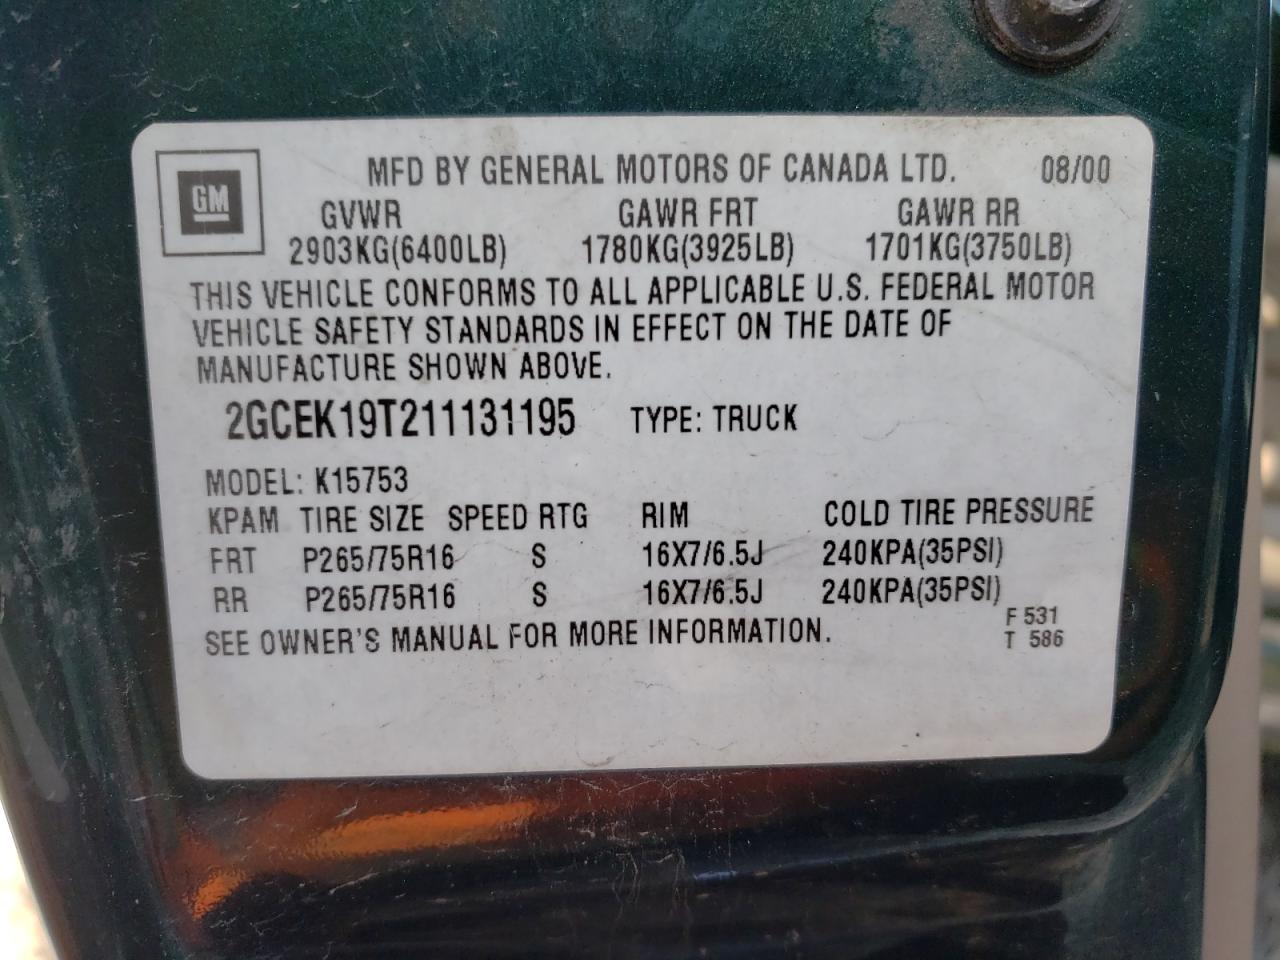 GM
MFD BY GENERAL MOTORS OF CANADA LTD. 08/00
GVWR GAWR FRT GAWR RR
2903KG(6400LB) 1780KG(3925LB) 1701KG(3750LB)
THIS VEHICLE CONFORMS TO ALL APPLICABLE U.S. FEDERAL MOTOR
VEHICLE SAFETY STANDARDS IN EFFECT ON THE DATE OF
MANUFACTURE SHOWN ABOVE.
2GCEK19T211131195 TYPE: TRUCK
MODEL: K15753
KPAM TIRE SIZE SPEED RTG RIM COLD TIRE PRESSURE
FRT P265/75R16 S 16X7/6.5J 240KPA(35PSI)
RR P265/75R16 S 16X7/6.5J 240KPA(35PSI)
SEE OWNER'S MANUAL FOR MORE INFORMATION.
F 531
T 586